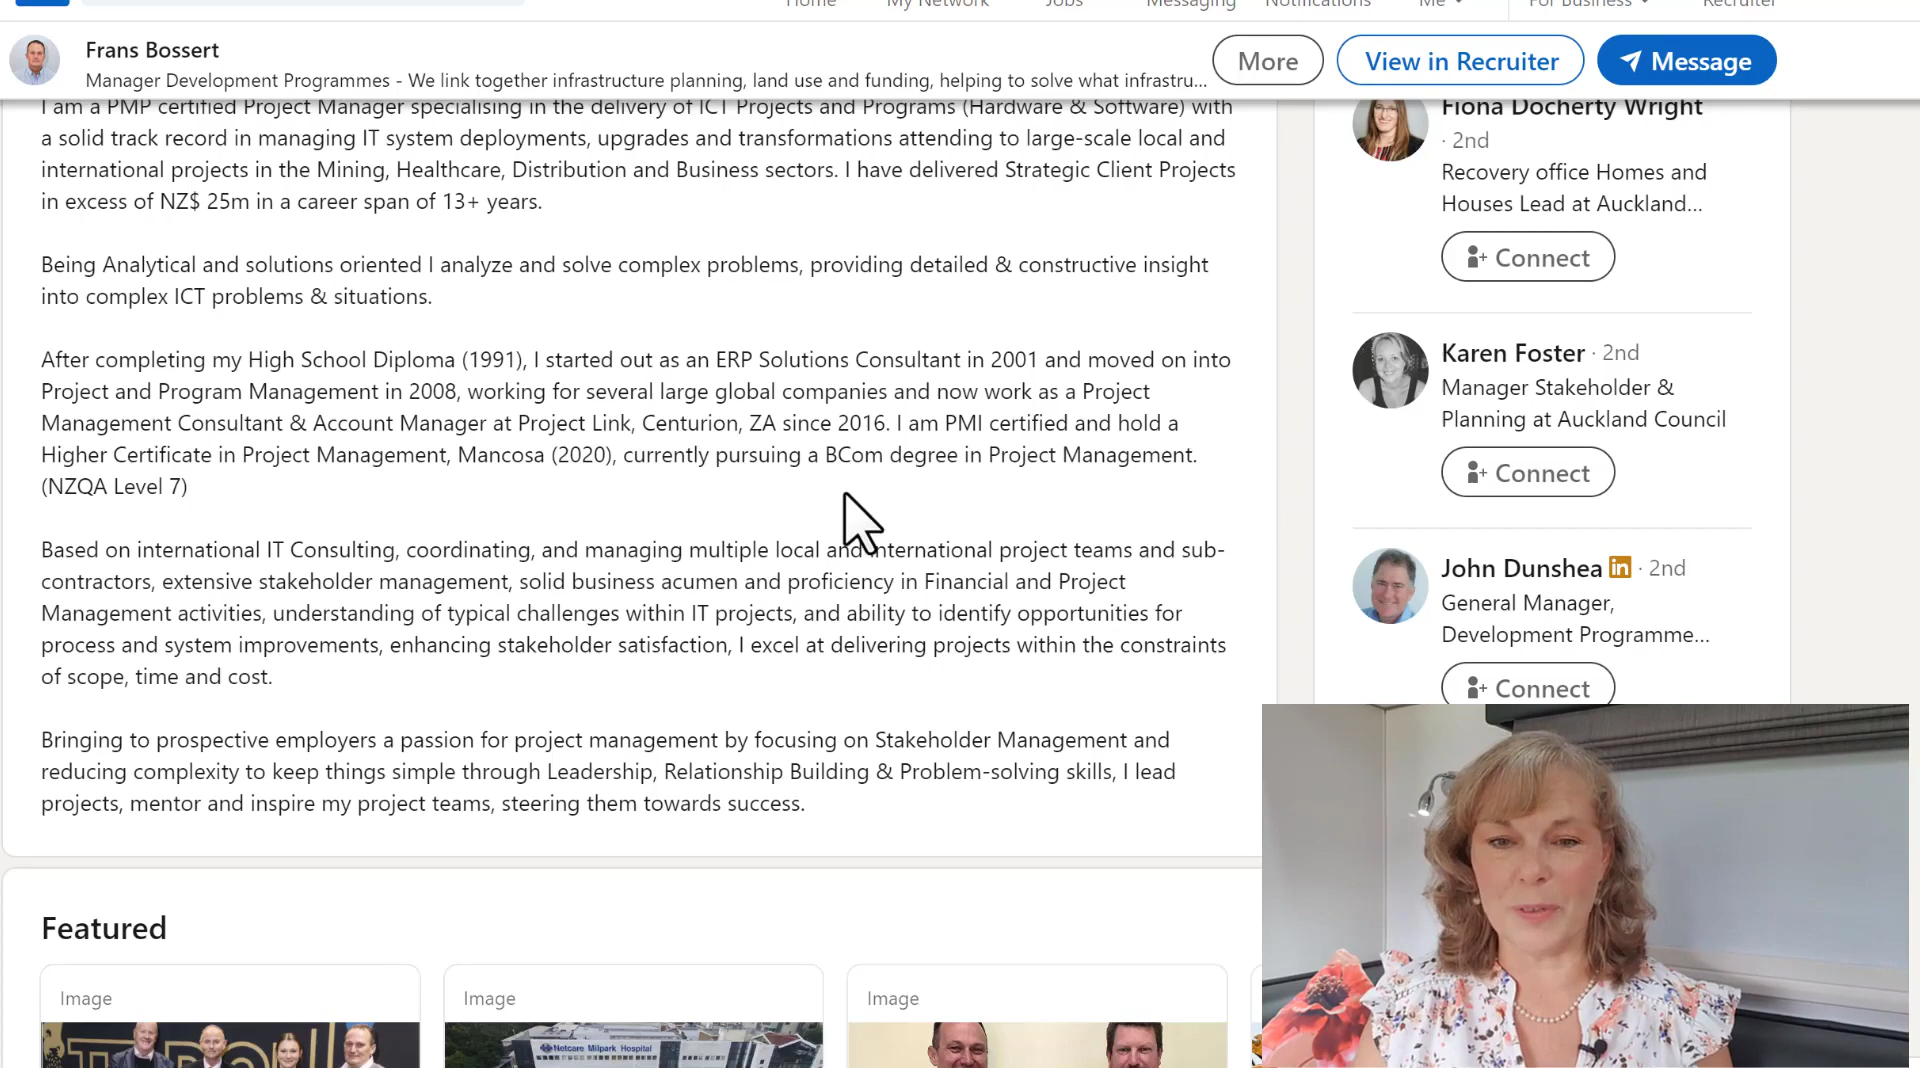 Home My Network Jobs Messaging Notifications Me For Business Recruiter
Frans Bossert
Manager Development Programmes - We link together infrastructure planning, land use and funding, helping to solve what infrastru...
More
View in Recruiter
Message
I am a PMP certified Project Manager specialising in the delivery of ICT Projects and Programs (Hardware & Software) with
a solid track record in managing IT system deployments, upgrades and transformations attending to large-scale local and
international projects in the Mining, Healthcare, Distribution and Business sectors. I have delivered Strategic Client Projects
in excess of NZ$ 25m in a career span of 13+ years.
Being Analytical and solutions oriented I analyze and solve complex problems, providing detailed & constructive insight
into complex ICT problems & situations.
After completing my High School Diploma (1991), I started out as an ERP Solutions Consultant in 2001 and moved on into
Project and Program Management in 2008, working for several large global companies and now work as a Project
Management Consultant & Account Manager at Project Link, Centurion, ZA since 2016. I am PMI certified and hold a
Higher Certificate in Project Management, Mancosa (2020), currently pursuing a BCom degree in Project Management.
(NZQA Level 7)
Based on international IT Consulting, coordinating, and managing multiple local and international project teams and sub-
contractors, extensive stakeholder management, solid business acumen and proficiency in Financial and Project
Management activities, understanding of typical challenges within IT projects, and ability to identify opportunities for
process and system improvements, enhancing stakeholder satisfaction, I excel at delivering projects within the constraints
of scope, time and cost.
Bringing to prospective employers a passion for project management by focusing on Stakeholder Management and
reducing complexity to keep things simple through Leadership, Relationship Building & Problem-solving skills, I lead
projects, mentor and inspire my project teams, steering them towards success.
Featured
Image
Image
Image
Netcare Milpark Hospital
Fiona Docherty Wright
· 2nd
Recovery office Homes and
Houses Lead at Auckland...
Connect
Karen Foster · 2nd
Manager Stakeholder &
Planning at Auckland Council
Connect
John Dunshea in · 2nd
General Manager,
Development Programme...
Connect